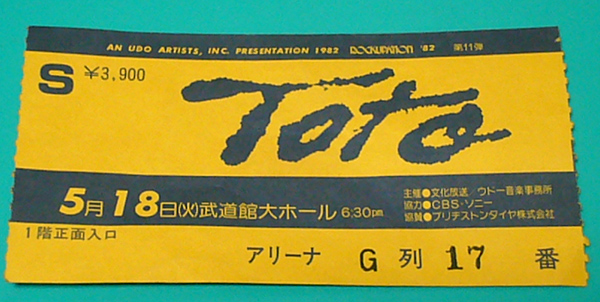 AN UDO ARTISTS, INC. PRESENTATION 1982 ROCKUPATION '82 第11弾
S ¥3,900
TOTO
5月18日(火)武道館大ホール 6:30pm
主催●文化放送 ウドー音楽事務所
協力●CBS・ソニー
協賛●ブリヂストンタイヤ株式会社
1階正面入口
アリーナ G列 17 番